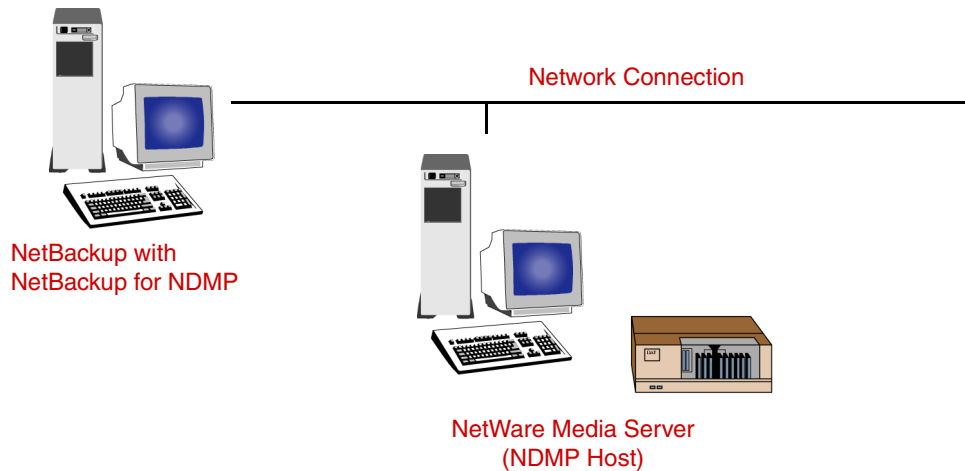 Network Connection
NetBackup with
NetBackup for NDMP
NetWare Media Server
(NDMP Host)